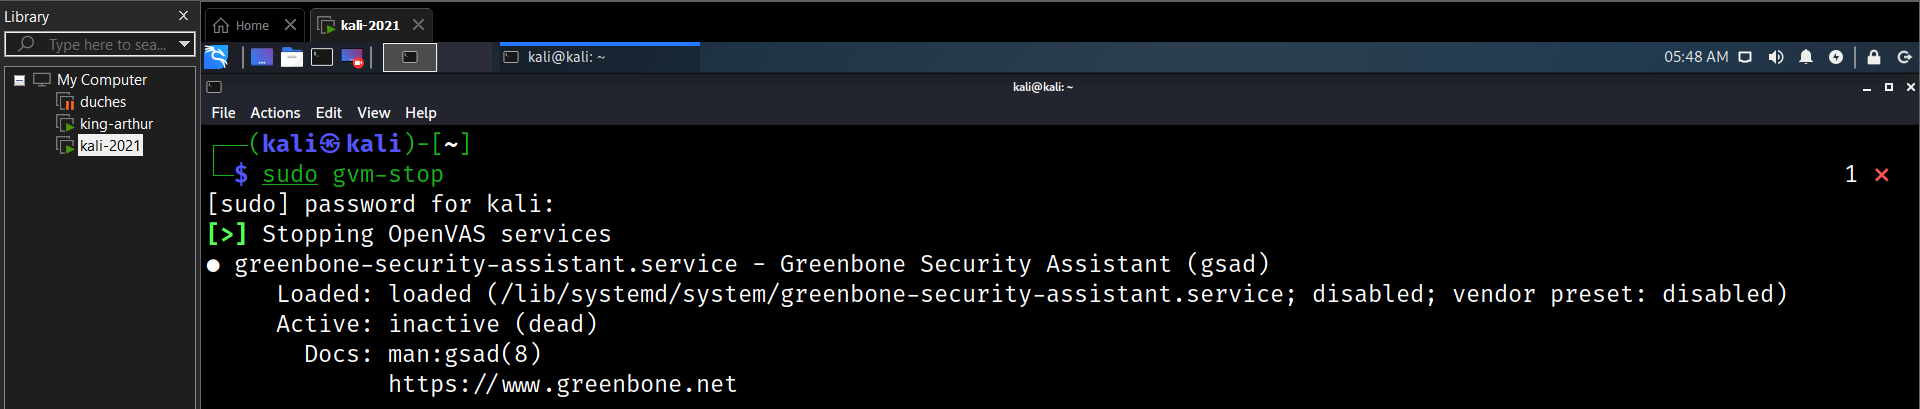 Library
Type here to sea...
My Computer
duches
king-arthur
kali-2021
Home
kali-2021
kali@kali: ~
05:48 AM
kali@kali: ~
File Actions Edit View Help
(kali㉿kali)-[~]
$ sudo gvm-stop 1 ✕
[sudo] password for kali:
[>] Stopping OpenVAS services
● greenbone-security-assistant.service - Greenbone Security Assistant (gsad)
Loaded: loaded (/lib/systemd/system/greenbone-security-assistant.service; disabled; vendor preset: disabled)
Active: inactive (dead)
Docs: man:gsad(8)
https://www.greenbone.net